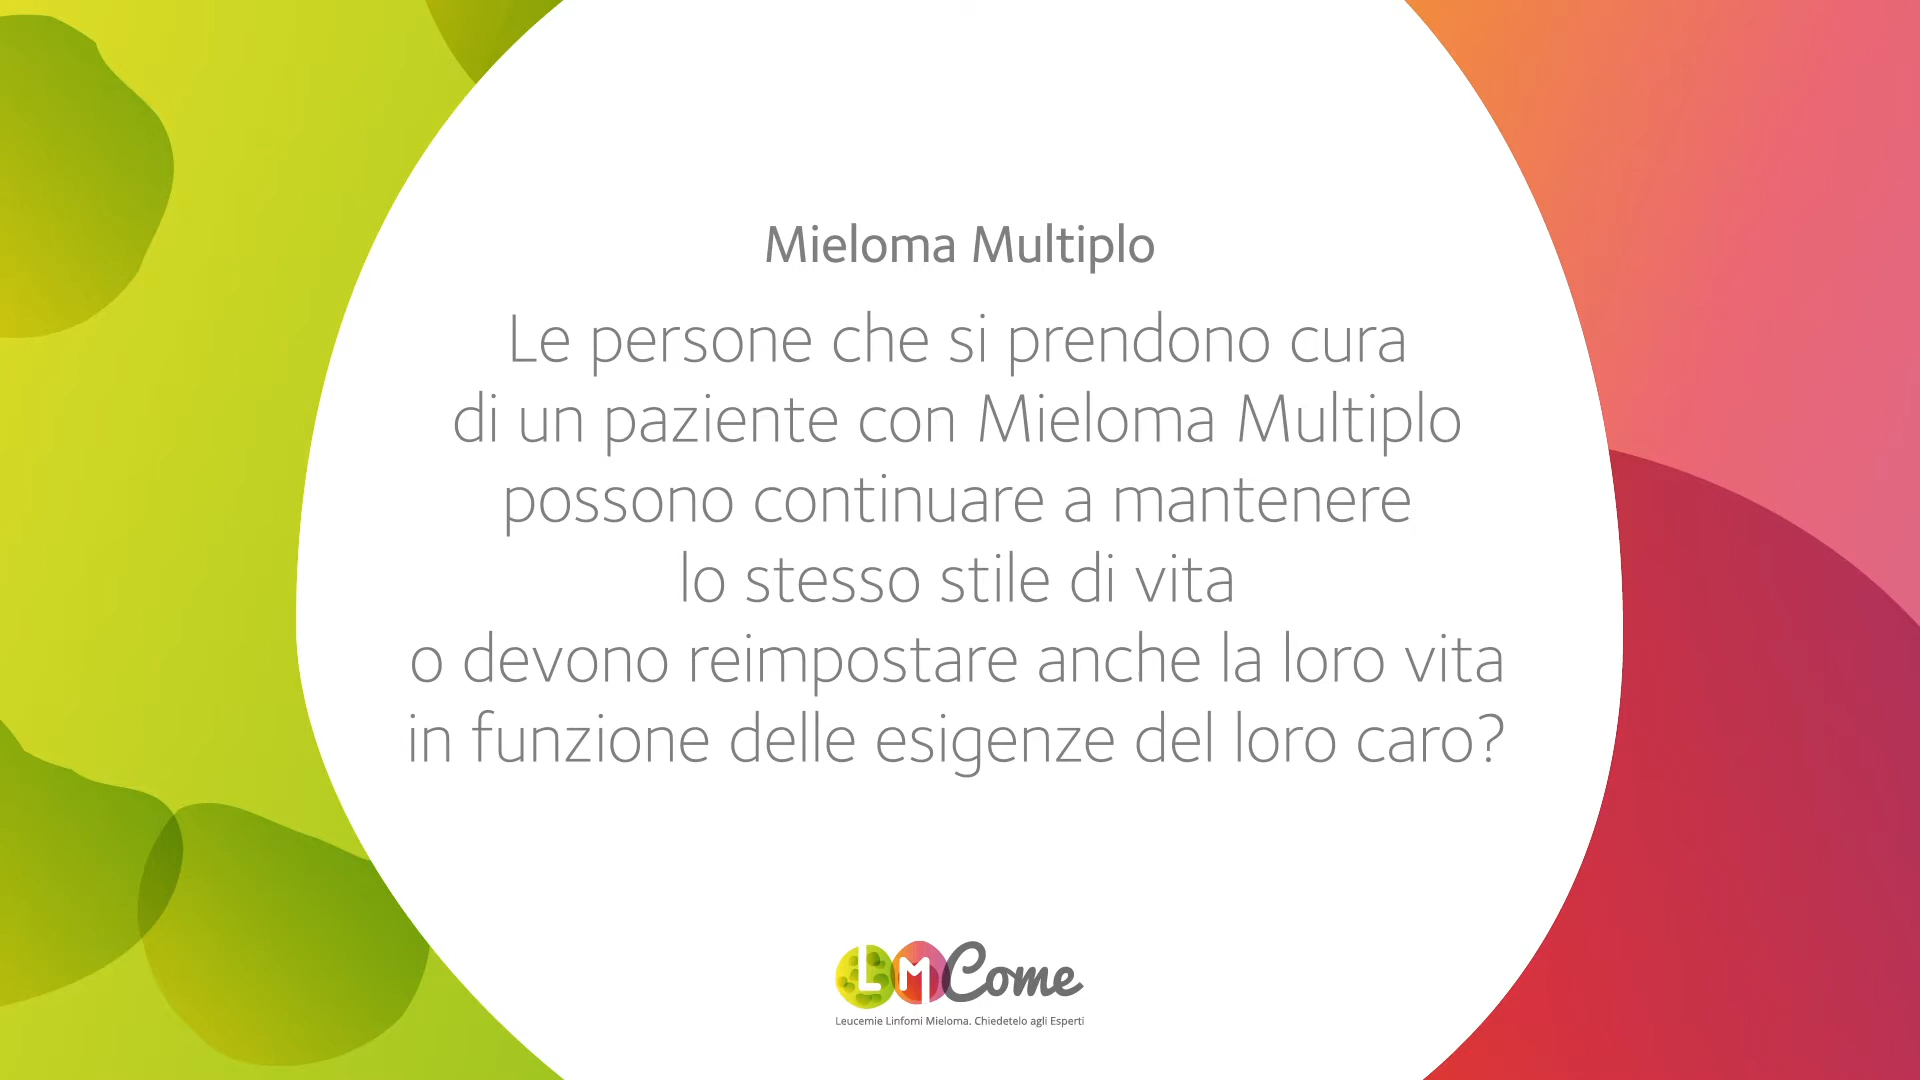 Mieloma Multiplo
Le persone che si prendono cura
di un paziente con Mieloma Multiplo
possono continuare a mantenere
lo stesso stile di vita
o devono reimpostare anche la loro vita
in funzione delle esigenze del loro caro?
LMCome
Leucemie Linfomi Mieloma. Chiedetelo agli Esperti